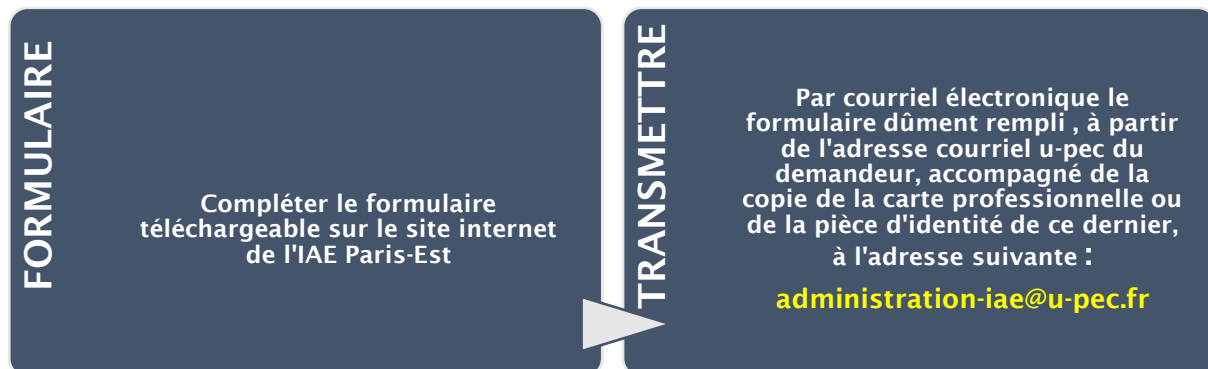 FORMULAIRE
Compléter le formulaire
téléchargeable sur le site internet
de l'IAE Paris-Est
TRANSMETTRE
Par courriel électronique le
formulaire dûment rempli , à partir
de l'adresse courriel u-pec du
demandeur, accompagné de la
copie de la carte professionnelle ou
de la pièce d'identité de ce dernier,
à l'adresse suivante :
administration-iae@u-pec.fr